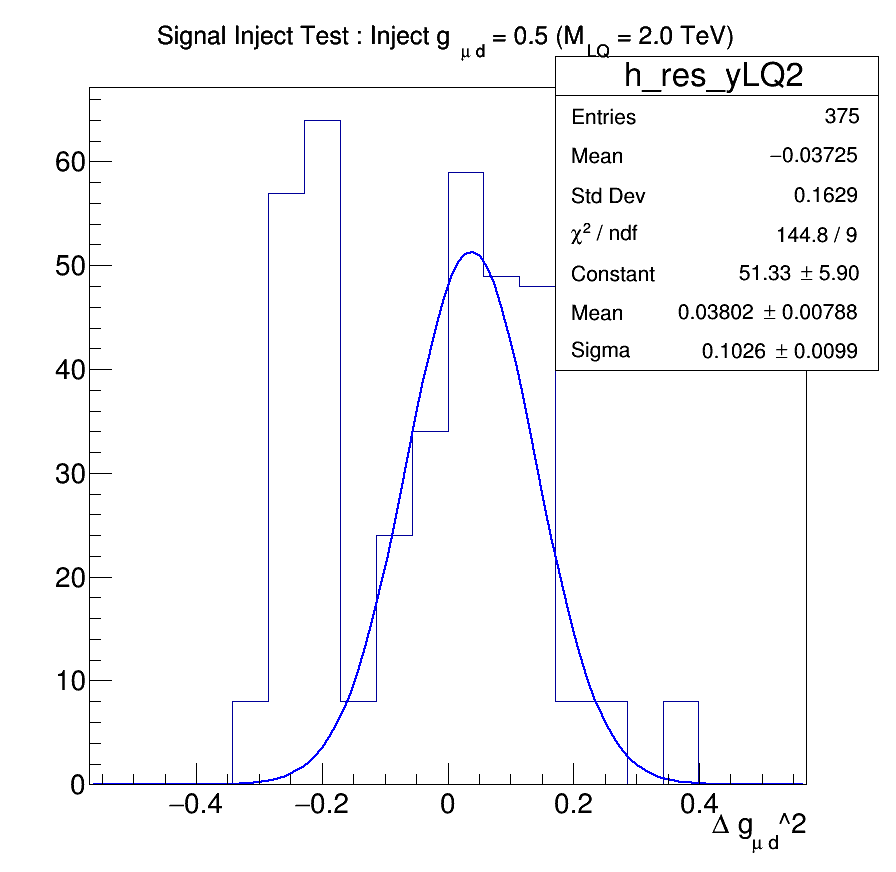 Signal Inject Test : Inject g μ d = 0.5 (M LQ = 2.0 TeV)
h_res_yLQ2
Entries 375
Mean −0.03725
Std Dev 0.1629
χ² / ndf 144.8 / 9
Constant 51.33 ± 5.90
Mean 0.03802 ± 0.00788
Sigma 0.1026 ± 0.0099
60
50
40
30
20
10
0
−0.4 −0.2 0 0.2 0.4
Δ g μ d ^2